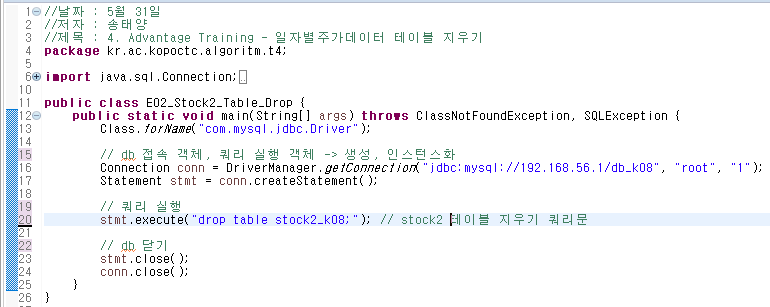 1 //날짜 : 5월 31일
2 //저자 : 송태양
3 //제목 : 4. Advantage Training - 일자별주가데이터 테이블 지우기
4 package kr.ac.kopoctc.algoritm.t4;
5
6 import java.sql.Connection;
10
11 public class E02_Stock2_Table_Drop {
12 public static void main(String[] args) throws ClassNotFoundException, SQLException {
13 Class.forName("com.mysql.jdbc.Driver");
14
15 // db 접속 객체, 쿼리 실행 객체 -> 생성, 인스턴스화
16 Connection conn = DriverManager.getConnection("jdbc:mysql://192.168.56.1/db_k08", "root", "1");
17 Statement stmt = conn.createStatement();
18
19 // 쿼리 실행
20 stmt.execute("drop table stock2_k08;"); // stock2 테이블 지우기 쿼리문
21
22 // db 닫기
23 stmt.close();
24 conn.close();
25 }
26 }